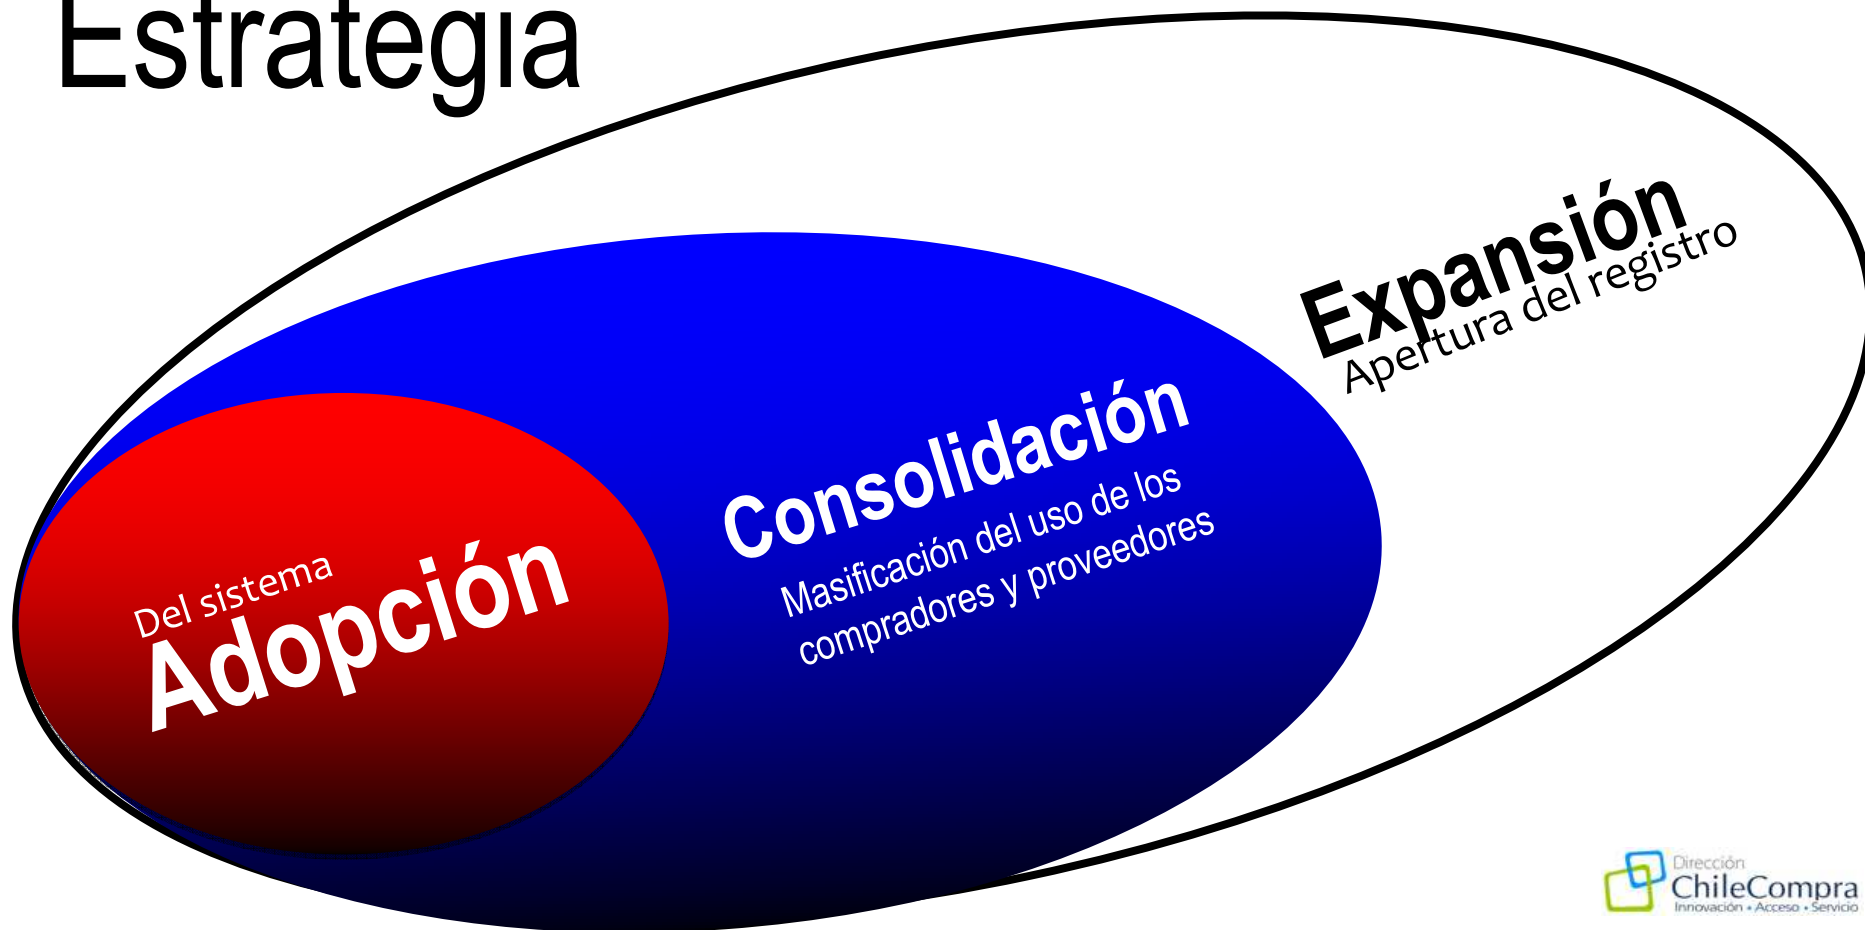 Estrategia
Expansión
Apertura del registro
Consolidación
Masificación del uso de los
compradores y proveedores
Del sistema
Adopción
Dirección
ChileCompra
Innovación • Acceso • Servicio